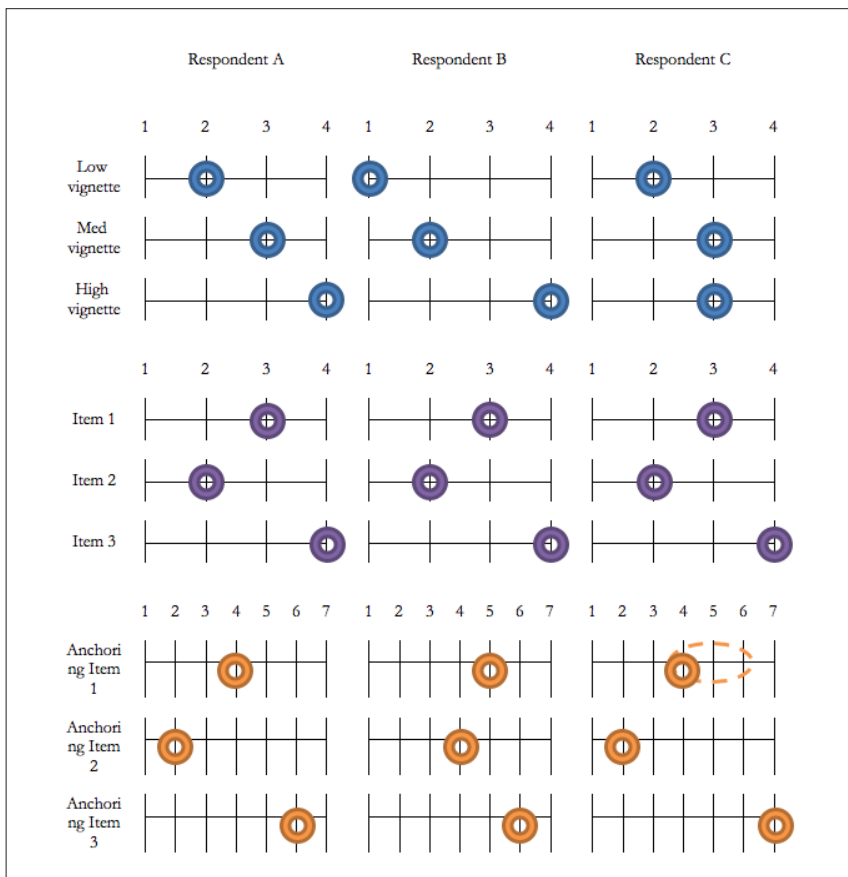 Respondent A Respondent B Respondent C
1 2 3 4 1 2 3 4 1 2 3 4
Low
vignette
Med
vignette
High
vignette
1 2 3 4 1 2 3 4 1 2 3 4
Item 1
Item 2
Item 3
1 2 3 4 5 6 7 1 2 3 4 5 6 7 1 2 3 4 5 6 7
Anchori
ng Item
1
Anchori
ng Item
2
Anchori
ng Item
3